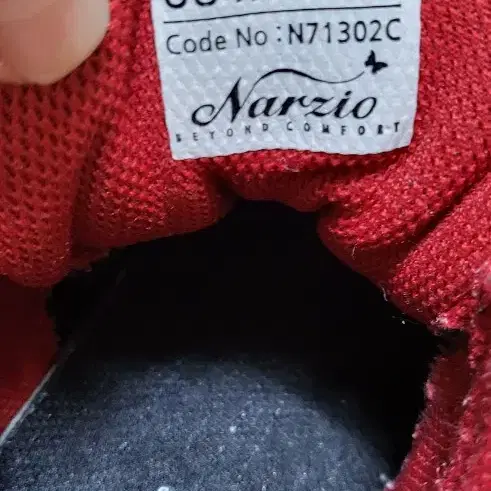 Code No : N71302C
Narzio
BEYOND COMFORT